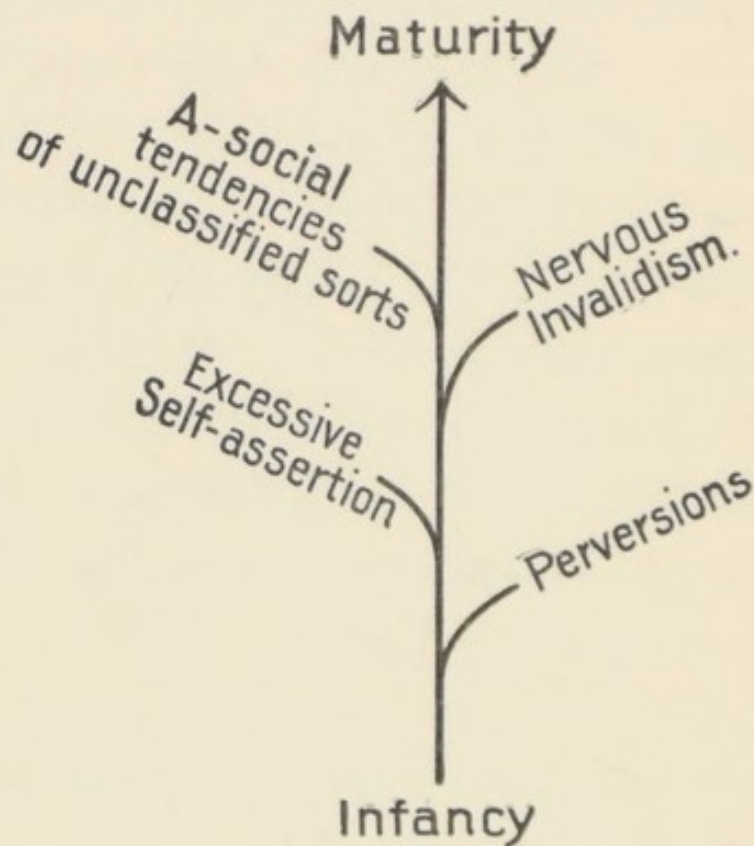 Maturity
A-social
tendencies
of unclassified sorts
Nervous
Invalidism.
Excessive
Self-assertion
Perversions
Infancy